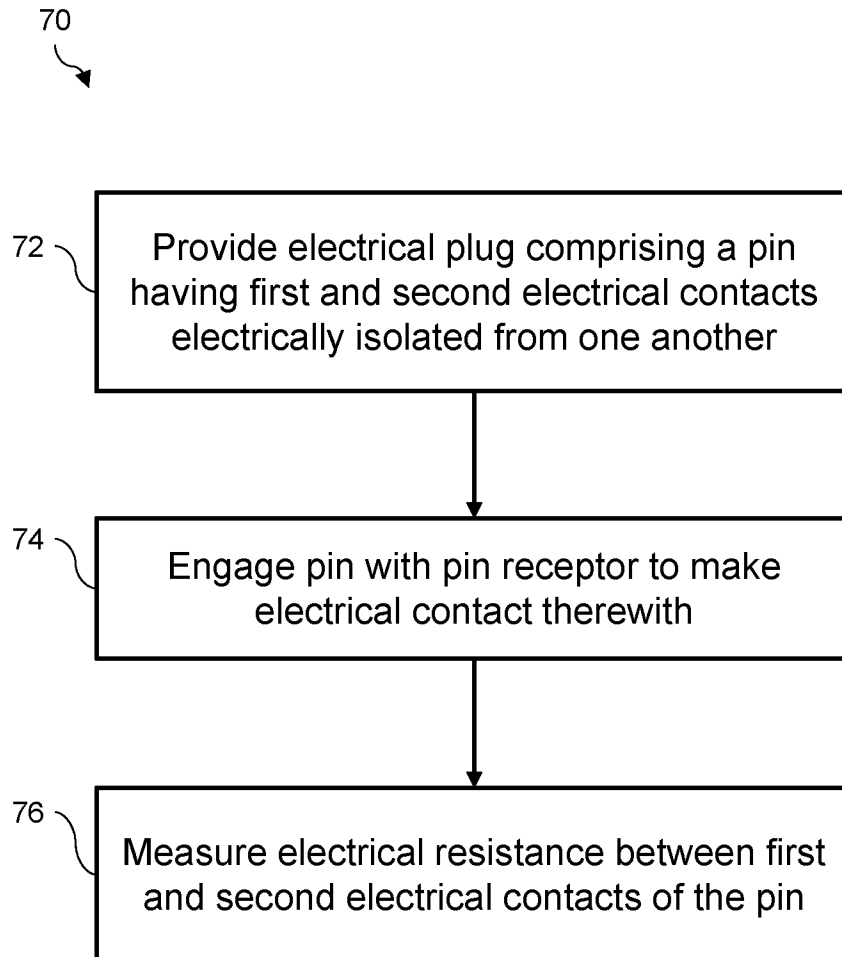 70
72
Provide electrical plug comprising a pin
having first and second electrical contacts
electrically isolated from one another
74
Engage pin with pin receptor to make
electrical contact therewith
76
Measure electrical resistance between first
and second electrical contacts of the pin